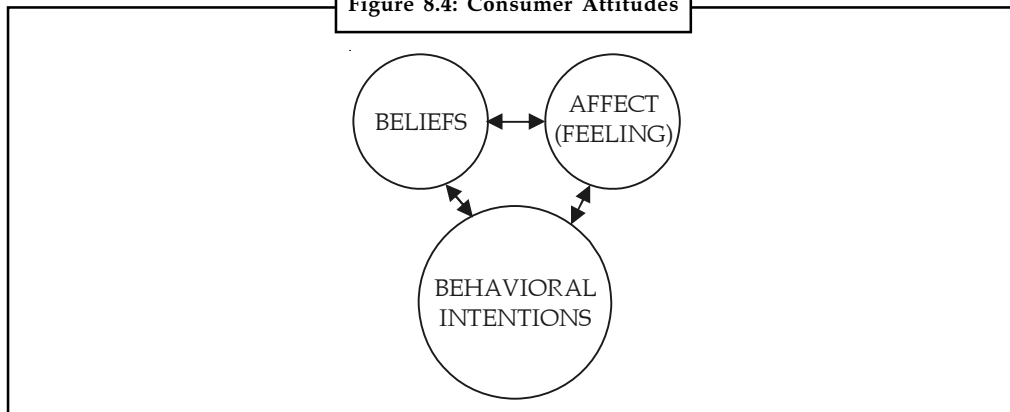 Figure 8.4: Consumer Attitudes
BELIEFS
AFFECT
(FEELING)
BEHAVIORAL
INTENTIONS